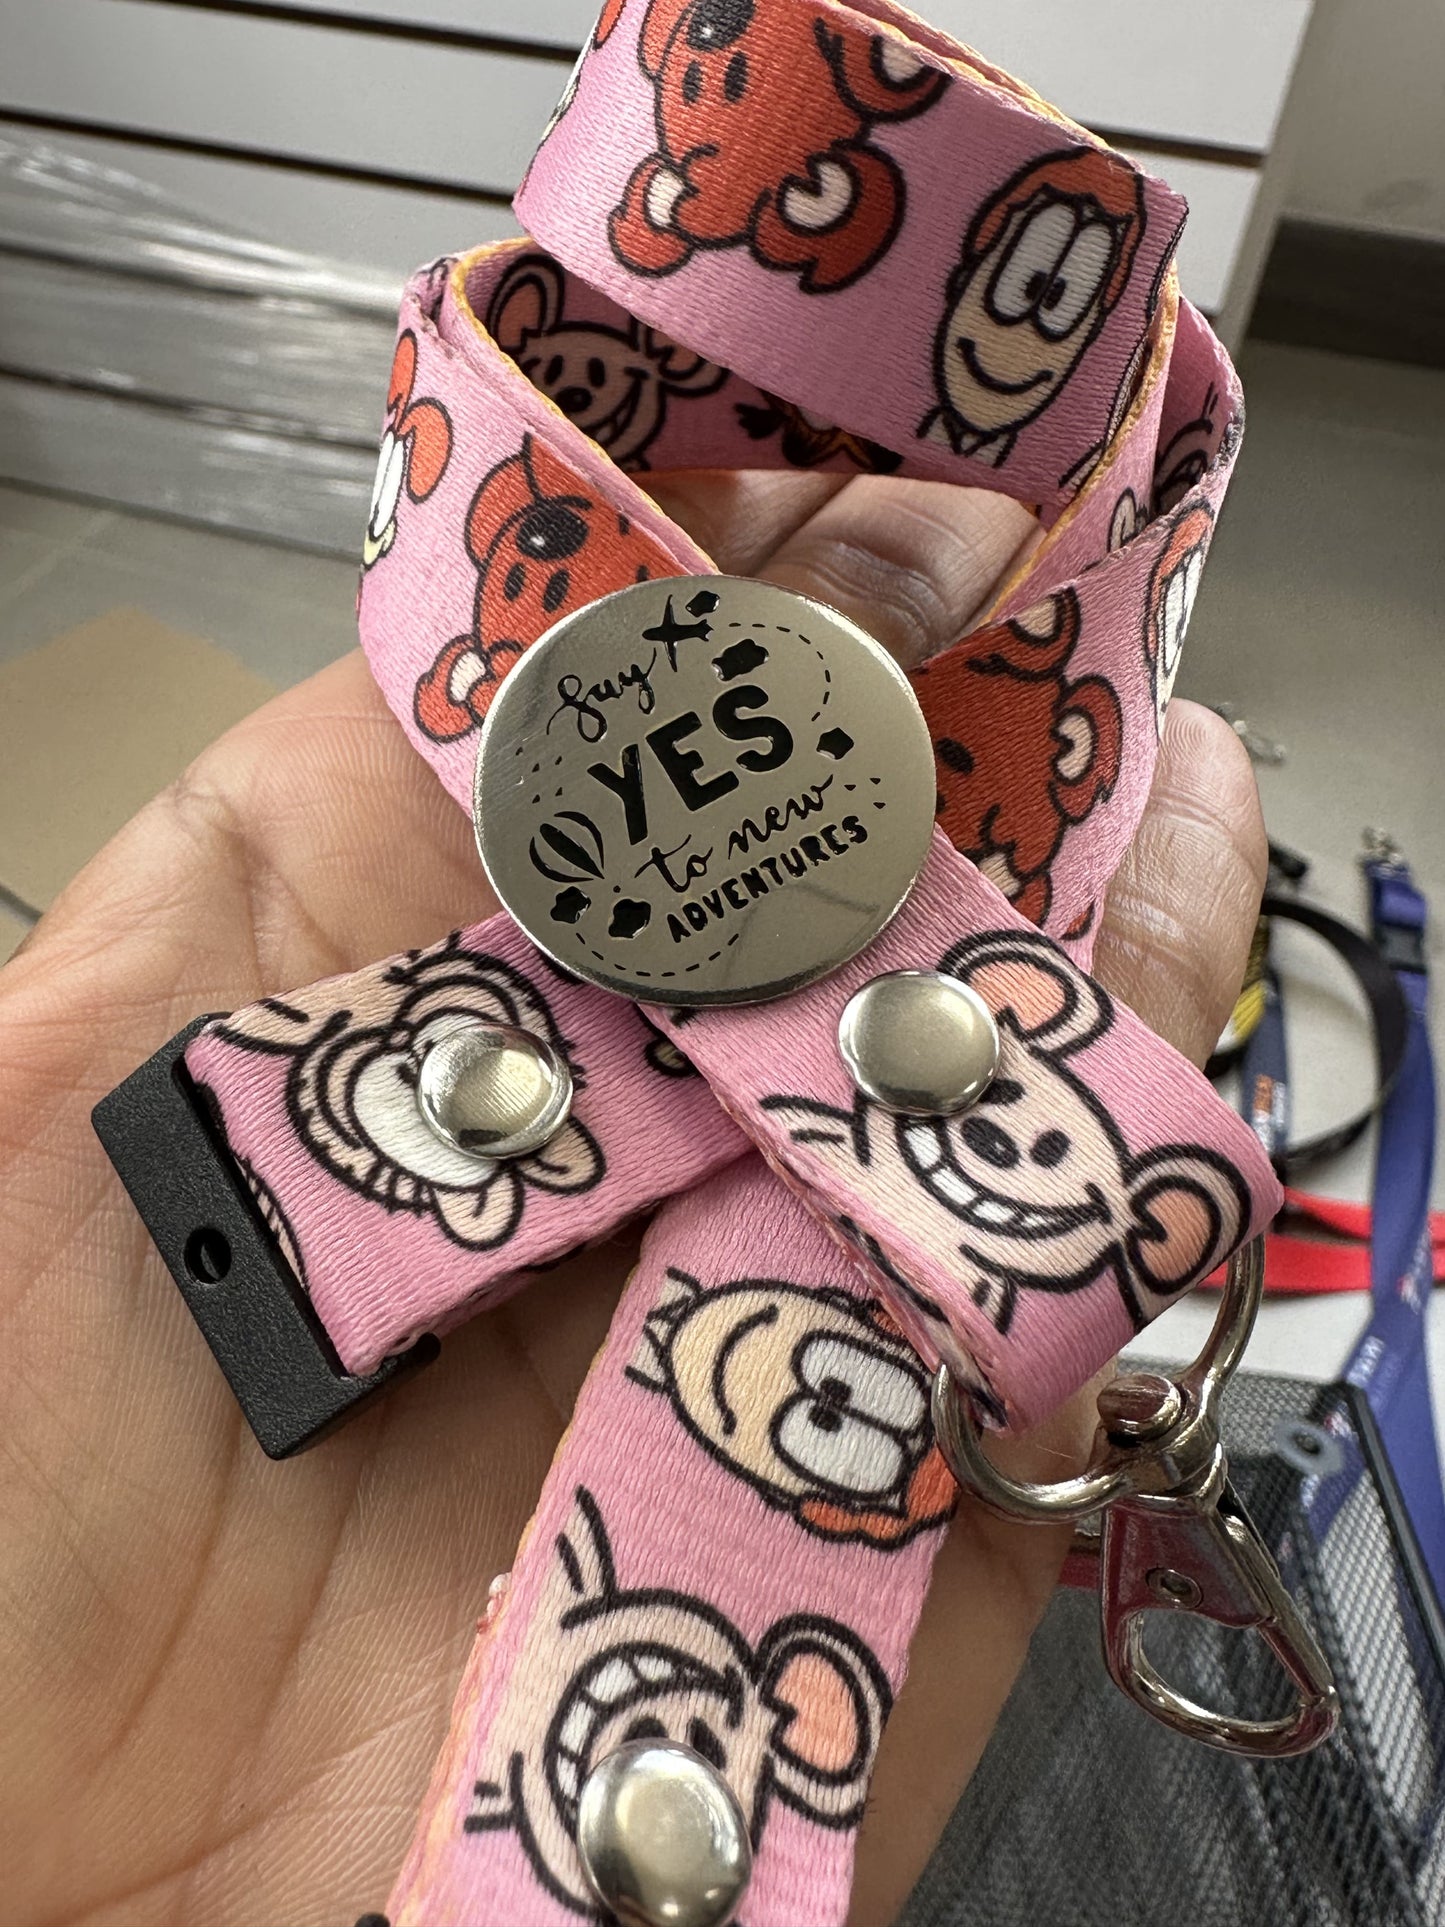 Say
YES
to new
ADVENTURES